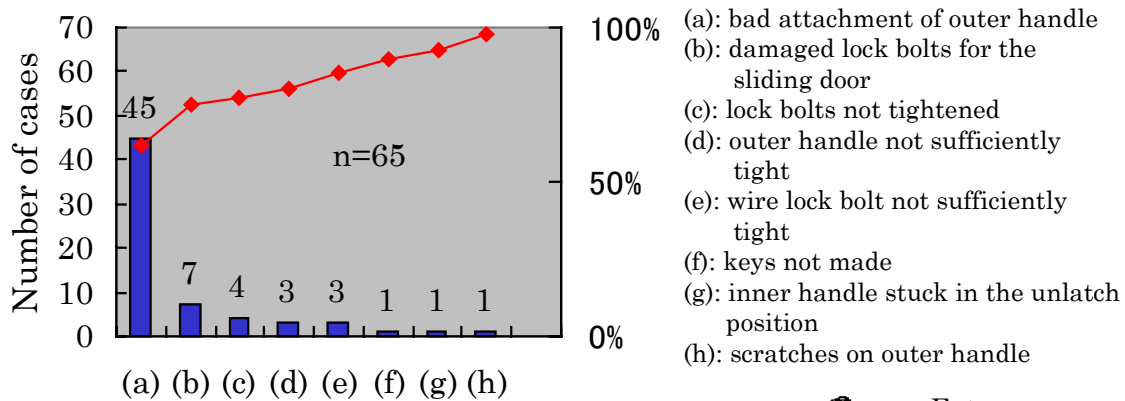 70
60
50
40
30
20
10
0
Number of cases
45
7
4
3
3
1
1
1
n=65
100%
50%
0%
(a) (b) (c) (d) (e) (f) (g) (h)
(a): bad attachment of outer handle
(b): damaged lock bolts for the
sliding door
(c): lock bolts not tightened
(d): outer handle not sufficiently
tight
(e): wire lock bolt not sufficiently
tight
(f): keys not made
(g): inner handle stuck in the unlatch
position
(h): scratches on outer handle